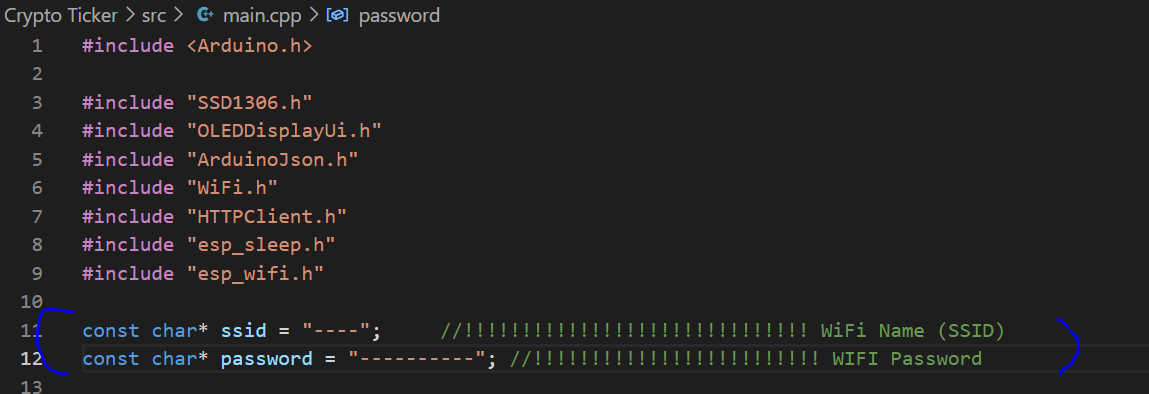 Crypto Ticker > src > main.cpp > password
1 #include <Arduino.h>
2
3 #include "SSD1306.h"
4 #include "OLEDDisplayUi.h"
5 #include "ArduinoJson.h"
6 #include "WiFi.h"
7 #include "HTTPClient.h"
8 #include "esp_sleep.h"
9 #include "esp_wifi.h"
10
11 const char* ssid = "----";     //!!!!!!!!!!!!!!!!!!!!!!!!!!!!!! WiFi Name (SSID)
12 const char* password = "----------"; //!!!!!!!!!!!!!!!!!!!!!!!!! WIFI Password
13